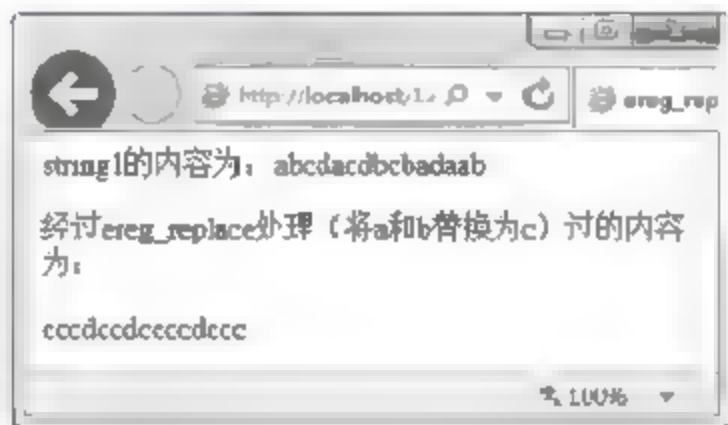 http://localhost/1
ereg_rep
string1的内容为：abcdacdbcbadaab
经过ereg_replace处理（将a和b替换为c）过的内容
为：
cccdccdccccdccc
100%